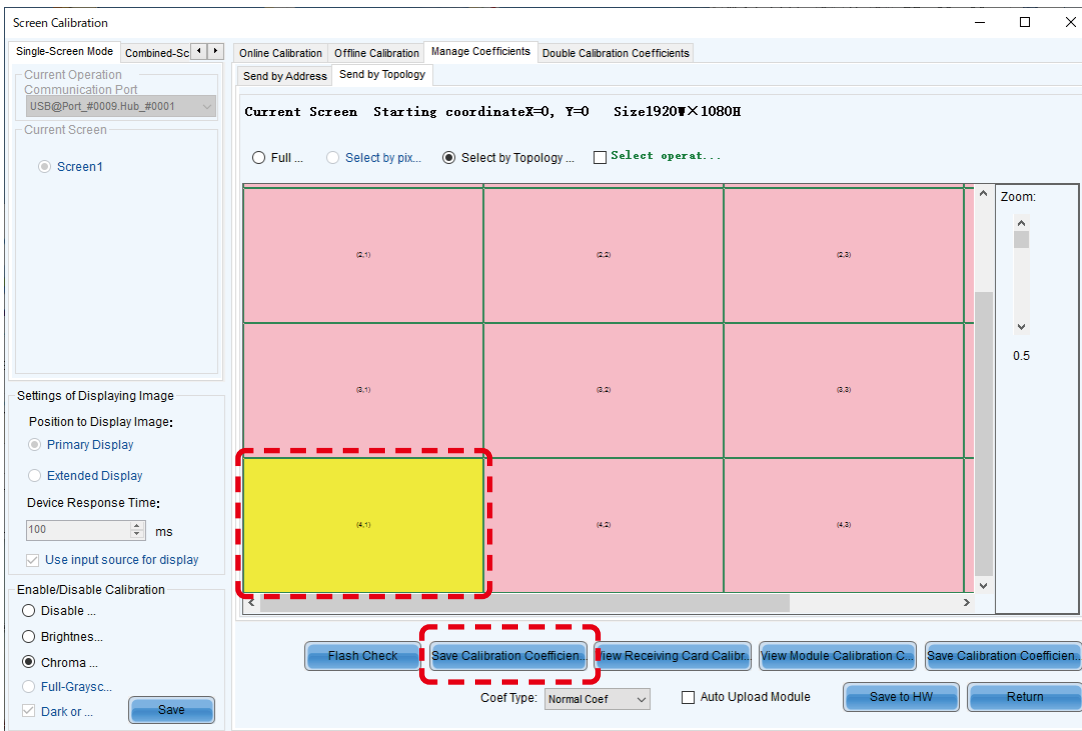 Screen Calibration
Single-Screen Mode Combined-Sc
Current Operation
Communication Port
USB@Port_#0009.Hub_#0001
Current Screen
Screen1
Settings of Displaying Image
Position to Display Image:
Primary Display
Extended Display
Device Response Time:
100 ms
Use input source for display
Enable/Disable Calibration
Disable ...
Brightnes...
Chroma ...
Full-Graysc...
Dark or ...
Save
Online Calibration Offline Calibration Manage Coefficients Double Calibration Coefficients
Send by Address Send by Topology
Current Screen Starting coordinateX=0, Y=0 Size1920W×1080H
Full ... Select by pix... Select by Topology ... Select operat...
(2,1) (2,2) (2,3)
(3,1) (3,2) (3,3)
(4,1) (4,2) (4,3)
Zoom:
0.5
Flash Check Save Calibration Coefficien... View Receiving Card Calibr... View Module Calibration C... Save Calibration Coefficien...
Coef Type: Normal Coef Auto Upload Module Save to HW Return